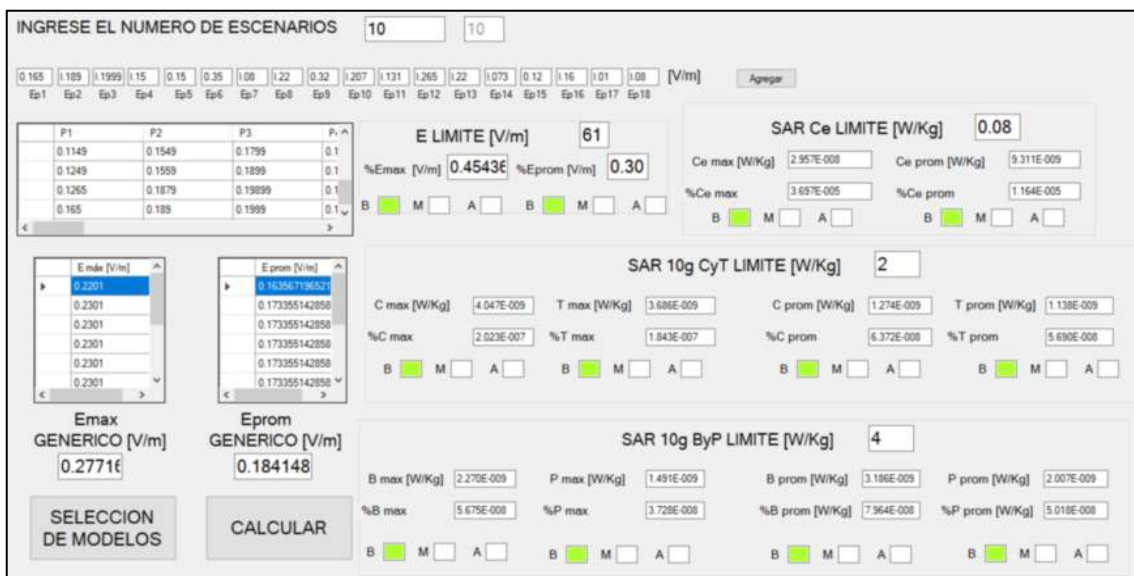 INGRESE EL NUMERO DE ESCENARIOS 10 10
0.165 ).189 ).1999 ).15 0.15 0.35 ).08 ).22 0.32 ).207 ).131 ).265 ).22 ).073 0.12 ).16 ).01 ).08 [V/m] Agregar
Ep1 Ep2 Ep3 Ep4 Ep5 Ep6 Ep7 Ep8 Ep9 Ep10 Ep11 Ep12 Ep13 Ep14 Ep15 Ep16 Ep17 Ep18
P1 P2 P3
0.1149 0.1549 0.1799 0.1
0.1249 0.1559 0.1899 0.1
0.1265 0.1879 0.19899 0.1
0.165 0.189 0.1999 0.1
E LIMITE [V/m] 61
%Emax [V/m] 0.45436 %Eprom [V/m] 0.30
B M A B M A
SAR Ce LIMITE [W/Kg] 0.08
Ce max [W/Kg] 2.957E-008 Ce prom [W/Kg] 9.311E-009
%Ce max 3.697E-005 %Ce prom 1.164E-005
B M A B M A
E máx [V/m]
0.2201
0.2301
0.2301
0.2301
0.2301
0.2301
E prom [V/m]
0.163567196521
0.173355142858
0.173355142858
0.173355142858
0.173355142858
0.173355142858
SAR 10g CyT LIMITE [W/Kg] 2
C max [W/Kg] 4.047E-009 T max [W/Kg] 3.686E-009 C prom [W/Kg] 1.274E-009 T prom [W/Kg] 1.138E-009
%C max 2.023E-007 %T max 1.843E-007 %C prom 6.372E-008 %T prom 5.690E-008
B M A B M A B M A B M A
Emax
GENERICO [V/m]
0.27716
Eprom
GENERICO [V/m]
0.184148
SELECCION
DE MODELOS
CALCULAR
SAR 10g ByP LIMITE [W/Kg] 4
B max [W/Kg] 2.270E-009 P max [W/Kg] 1.491E-009 B prom [W/Kg] 3.186E-009 P prom [W/Kg] 2.007E-009
%B max 5.675E-008 %P max 3.728E-008 %B prom [W/Kg] 7.964E-008 %P prom [W/Kg] 5.018E-008
B M A B M A B M A B M A